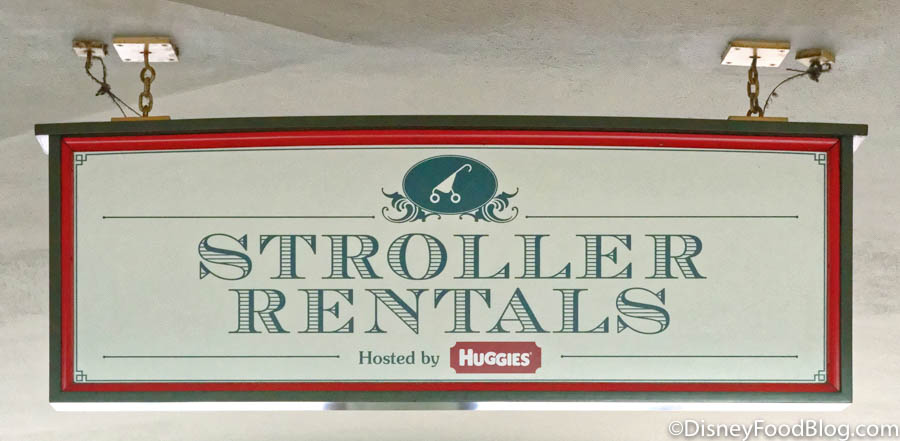 STROLLER
RENTALS
Hosted by HUGGIES
©DisneyFoodBlog.com